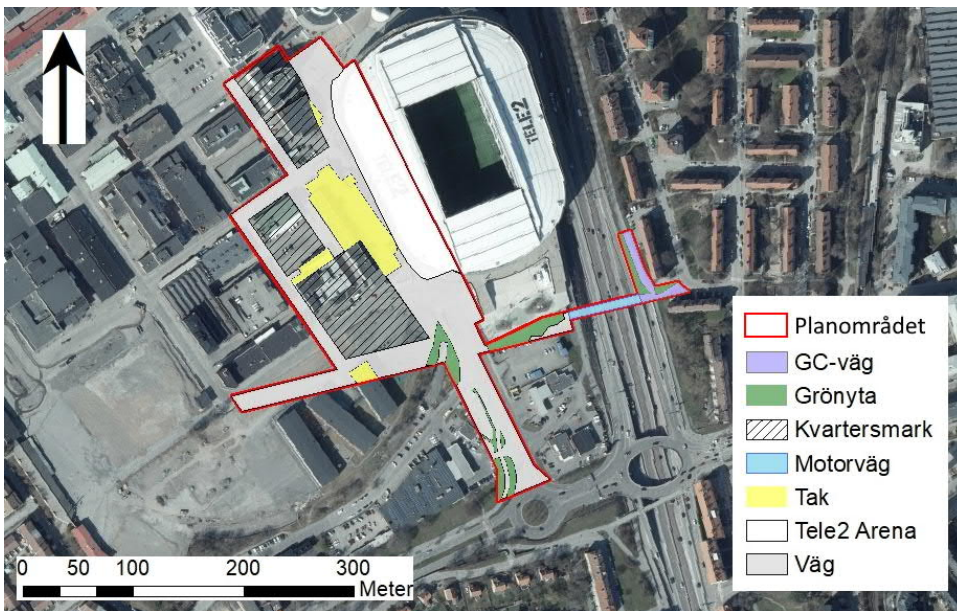 TELE2
TELE2
Planområdet
GC-väg
Grönyta
Kvartersmark
Motorväg
Tak
Tele2 Arena
Väg
0 50 100 200 300
Meter